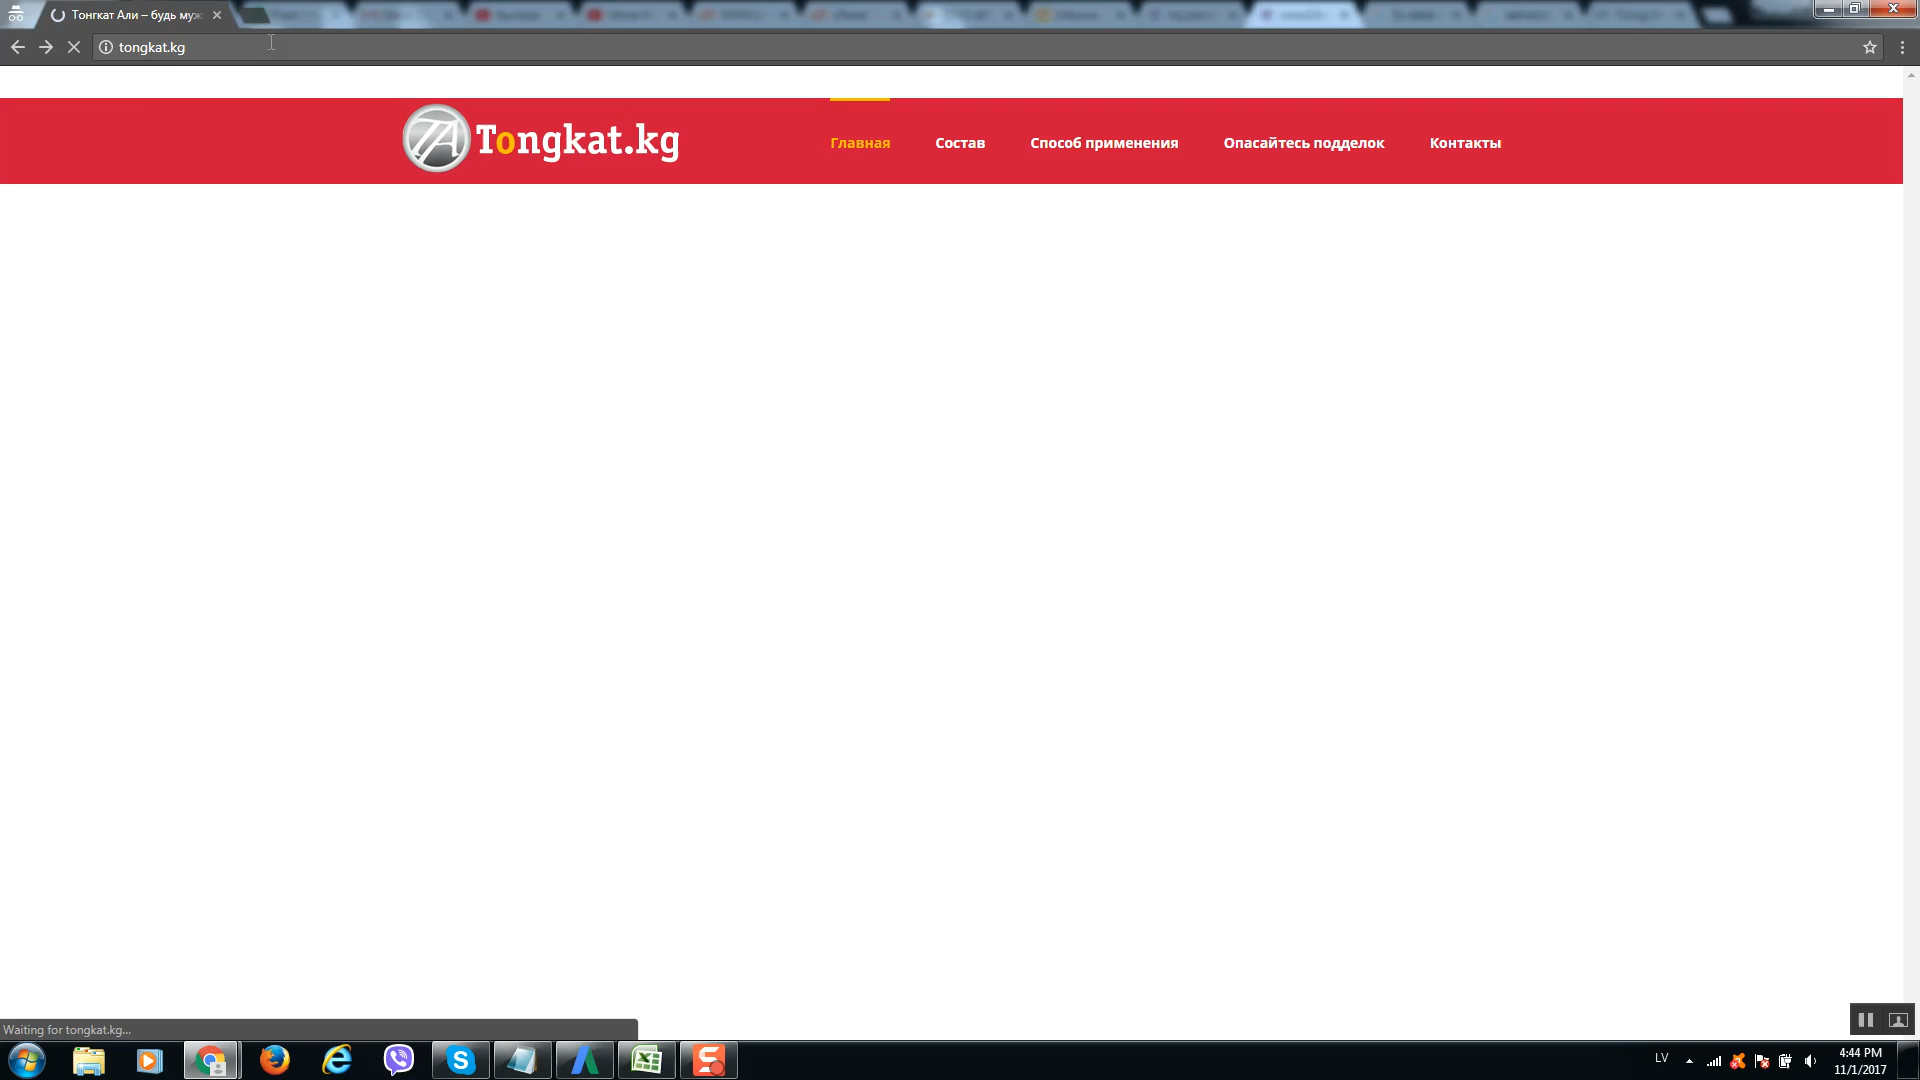 Тонгкат Али – будь муж
tongkat.kg
TA Tongkat.kg
Главная
Состав
Способ применения
Опасайтесь подделок
Контакты
Waiting for tongkat.kg...
LV
4:44 PM
11/1/2017